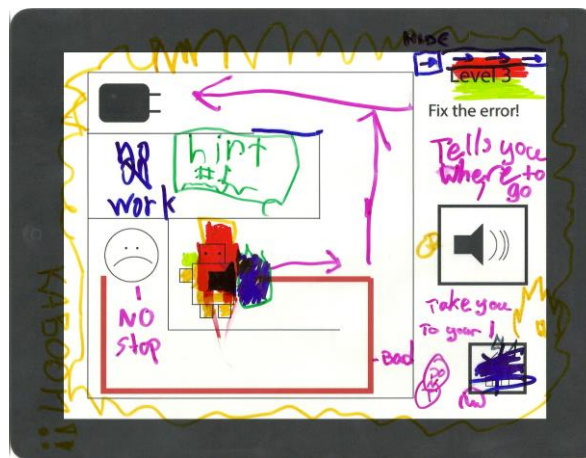 MADE
Level 3
Fix the error!
hint
work
Tells you
where to
go
NO
stop
Bad
Take you
To your
KABOOM!!